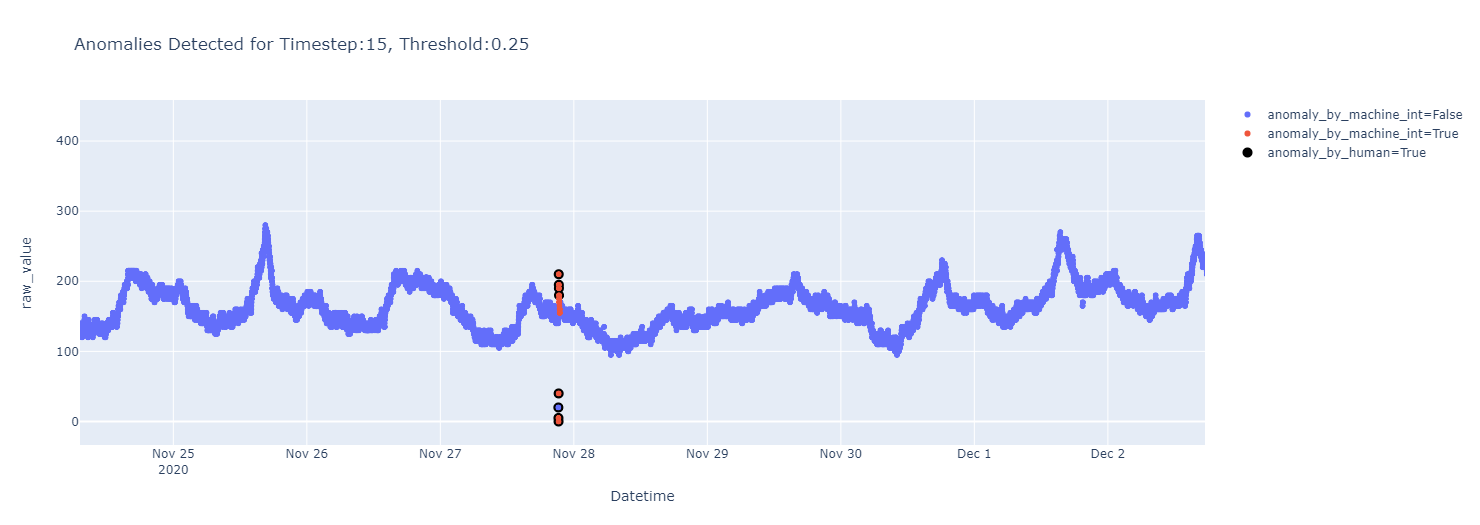 Anomalies Detected for Timestep:15, Threshold:0.25
anomaly_by_machine_int=False
anomaly_by_machine_int=True
anomaly_by_human=True
raw_value
400
300
200
100
0
Nov 25
2020
Nov 26
Nov 27
Nov 28
Nov 29
Nov 30
Dec 1
Dec 2
Datetime